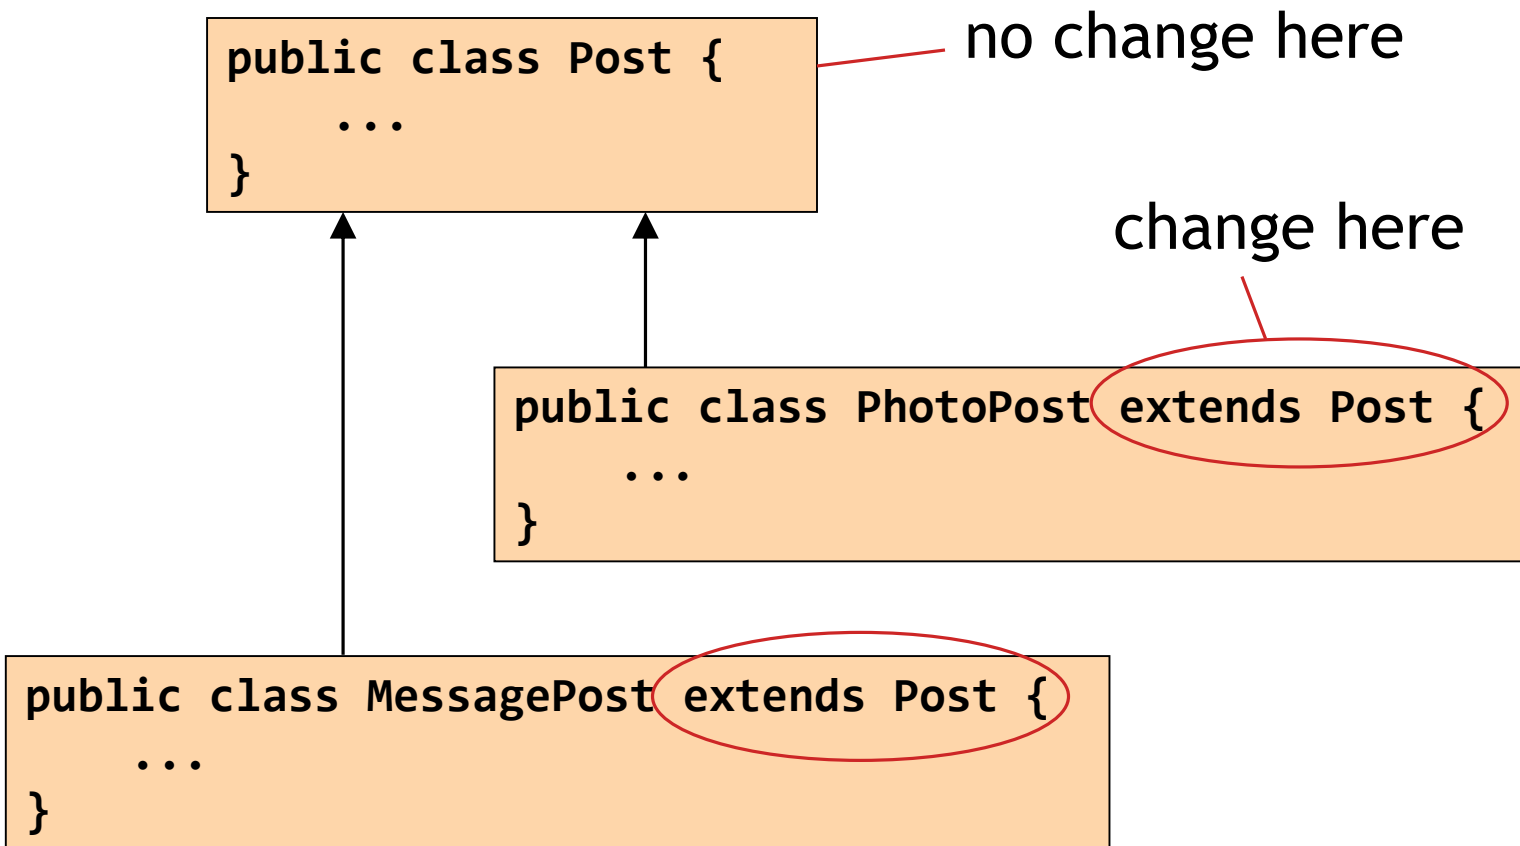 no change here
public class Post {
...
}
change here
public class PhotoPost extends Post {
...
}
public class MessagePost extends Post {
...
}